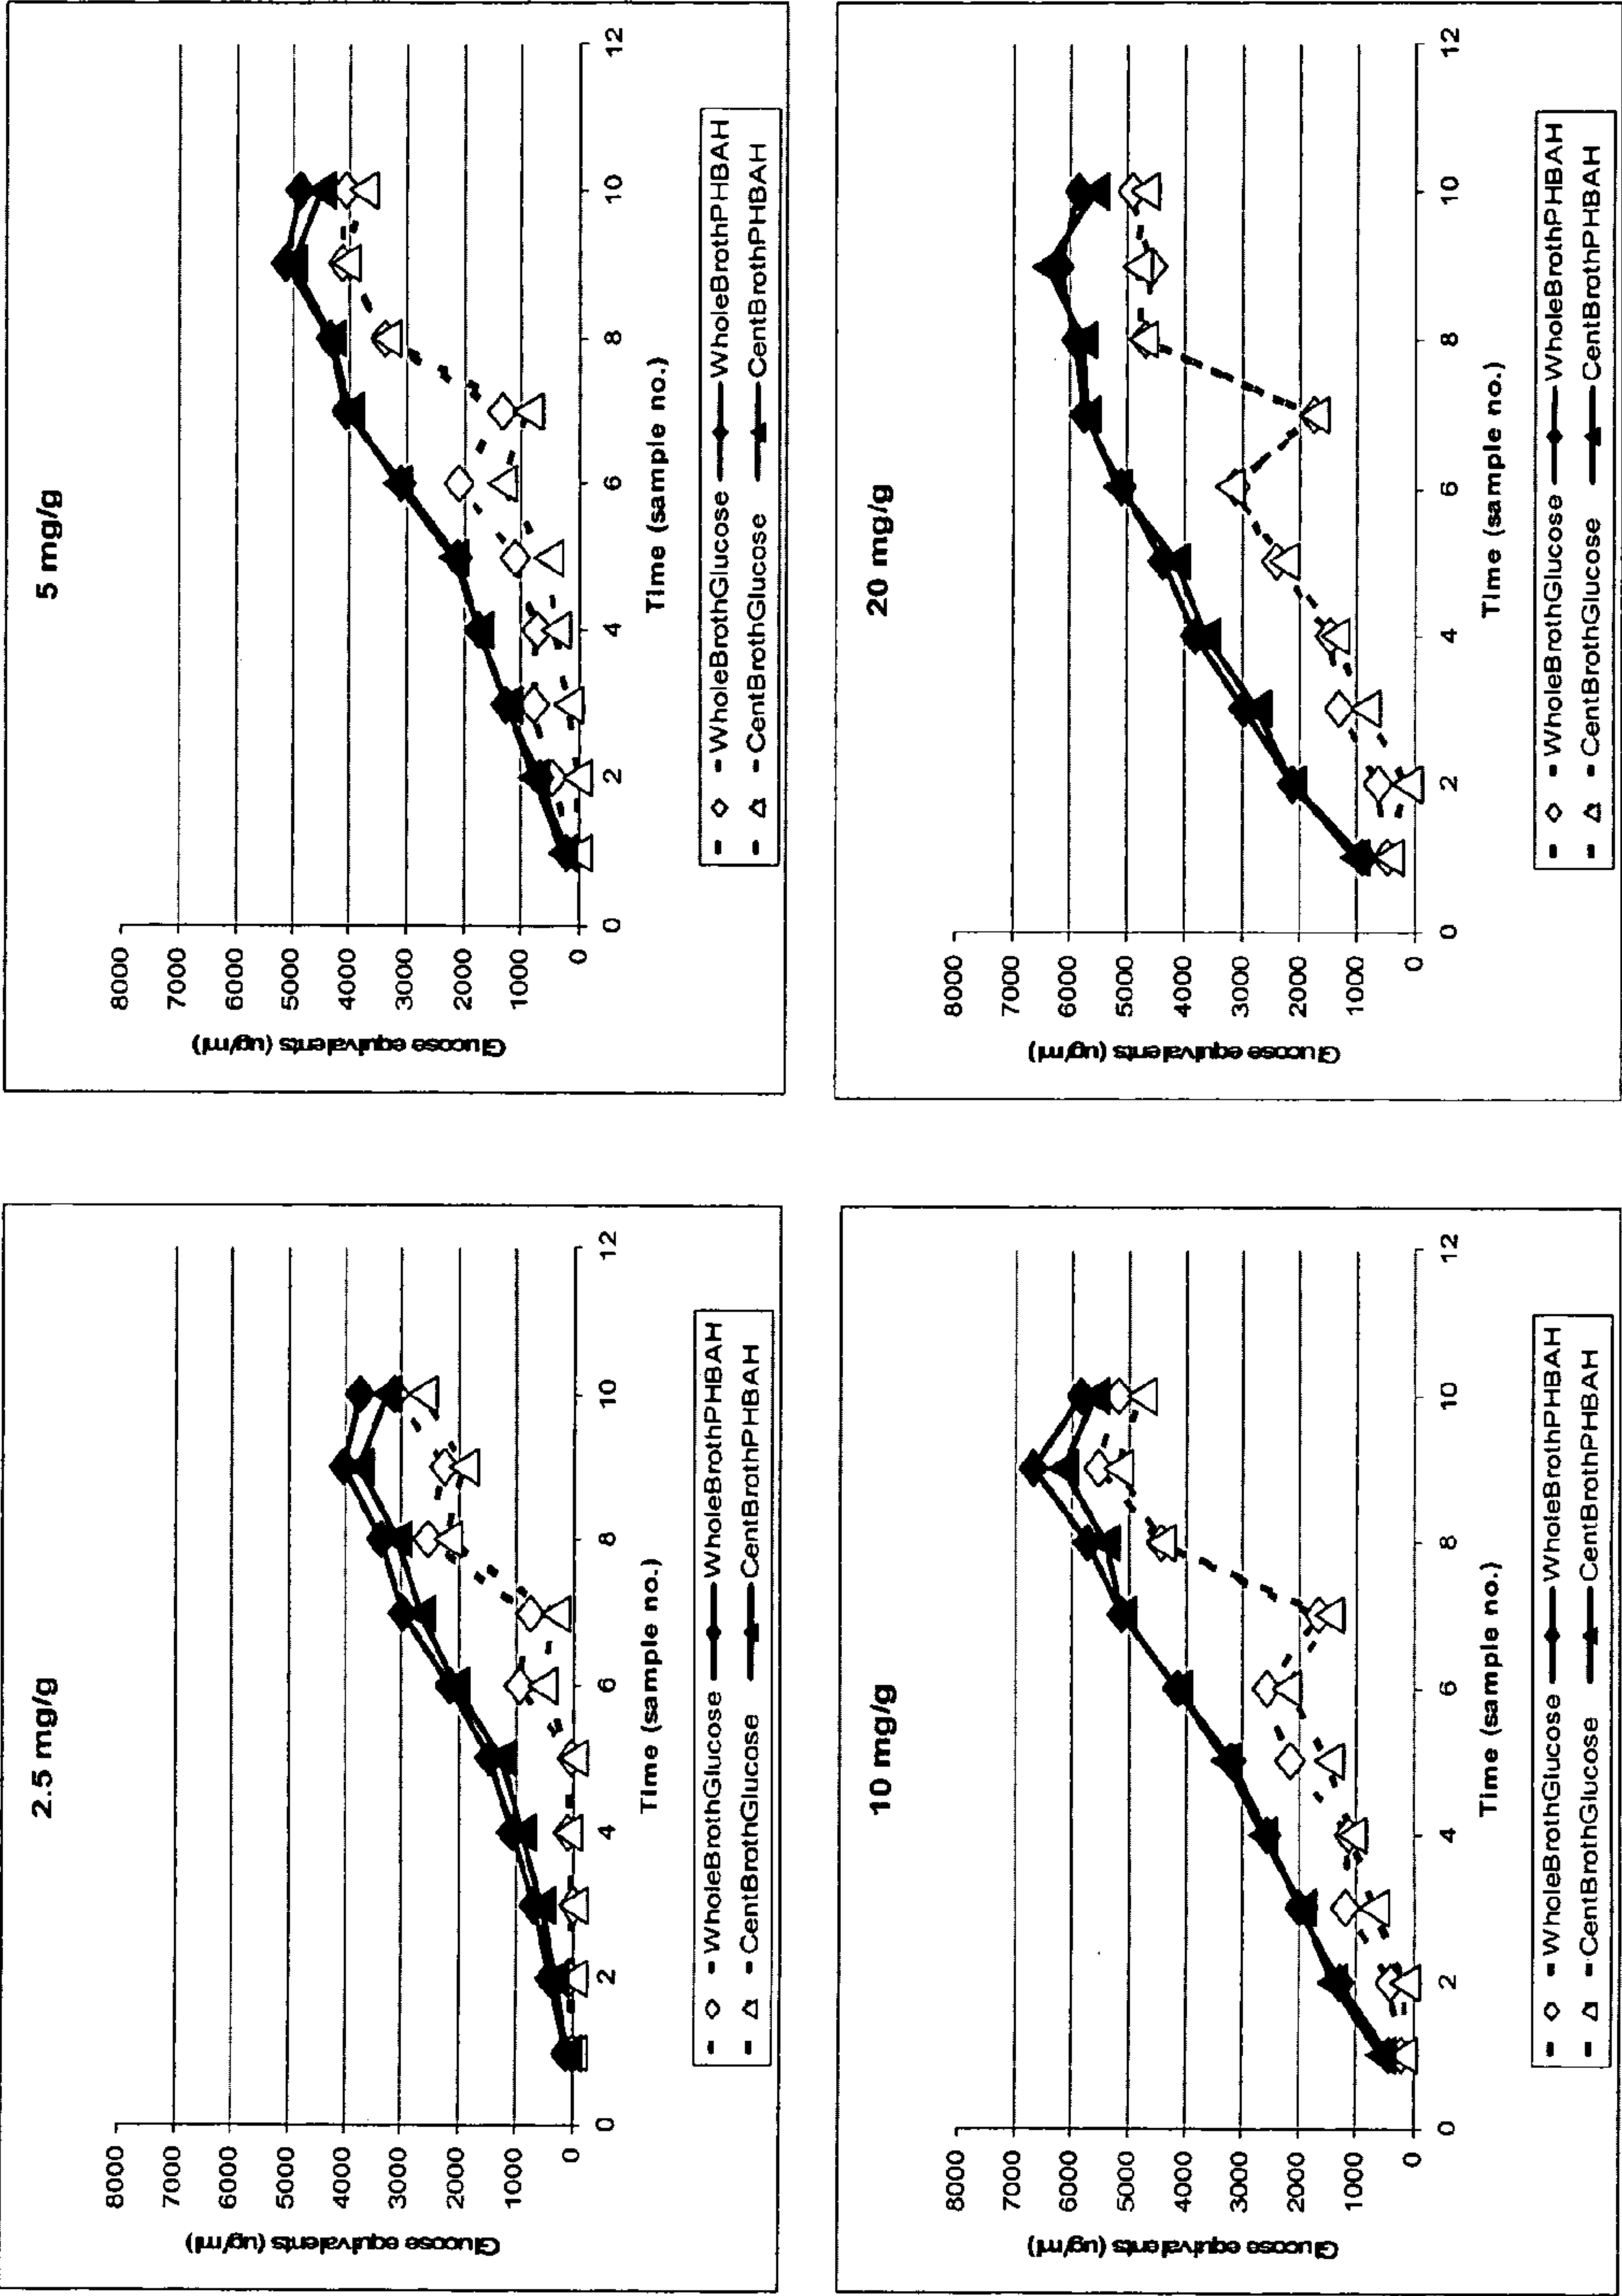 2.5 mg/g
Glucose equivalents (ug/ml)
8000
7000
6000
5000
4000
3000
2000
1000
0
0 2 4 6 8 10 12
Time (sample no.)
WholeBrothGlucose WholeBrothPHBAH
CentBrothGlucose CentBrothPHBAH
5 mg/g
Glucose equivalents (ug/ml)
8000
7000
6000
5000
4000
3000
2000
1000
0
0 2 4 6 8 10 12
Time (sample no.)
WholeBrothGlucose WholeBrothPHBAH
CentBrothGlucose CentBrothPHBAH
10 mg/g
Glucose equivalents (ug/ml)
8000
7000
6000
5000
4000
3000
2000
1000
0
0 2 4 6 8 10 12
Time (sample no.)
WholeBrothGlucose WholeBrothPHBAH
CentBrothGlucose CentBrothPHBAH
20 mg/g
Glucose equivalents (ug/ml)
8000
7000
6000
5000
4000
3000
2000
1000
0
0 2 4 6 8 10 12
Time (sample no.)
WholeBrothGlucose WholeBrothPHBAH
CentBrothGlucose CentBrothPHBAH